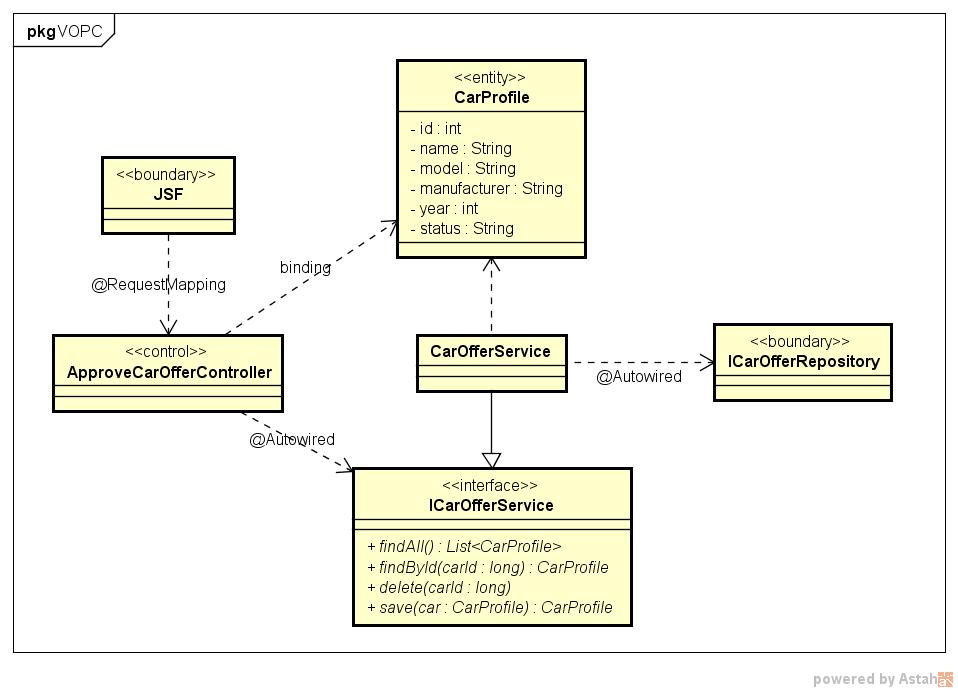 pkg VOPC
<<entity>>
CarProfile
- id : int
- name : String
- model : String
- manufacturer : String
- year : int
- status : String
<<boundary>>
JSF
binding
@RequestMapping
<<control>>
ApproveCarOfferController
CarOfferService
<<boundary>>
ICarOfferRepository
@Autowired
@Autowired
<<interface>>
ICarOfferService
+ findAll() : List<CarProfile>
+ findById(carId : long) : CarProfile
+ delete(carId : long)
+ save(car : CarProfile) : CarProfile
powered by Astah